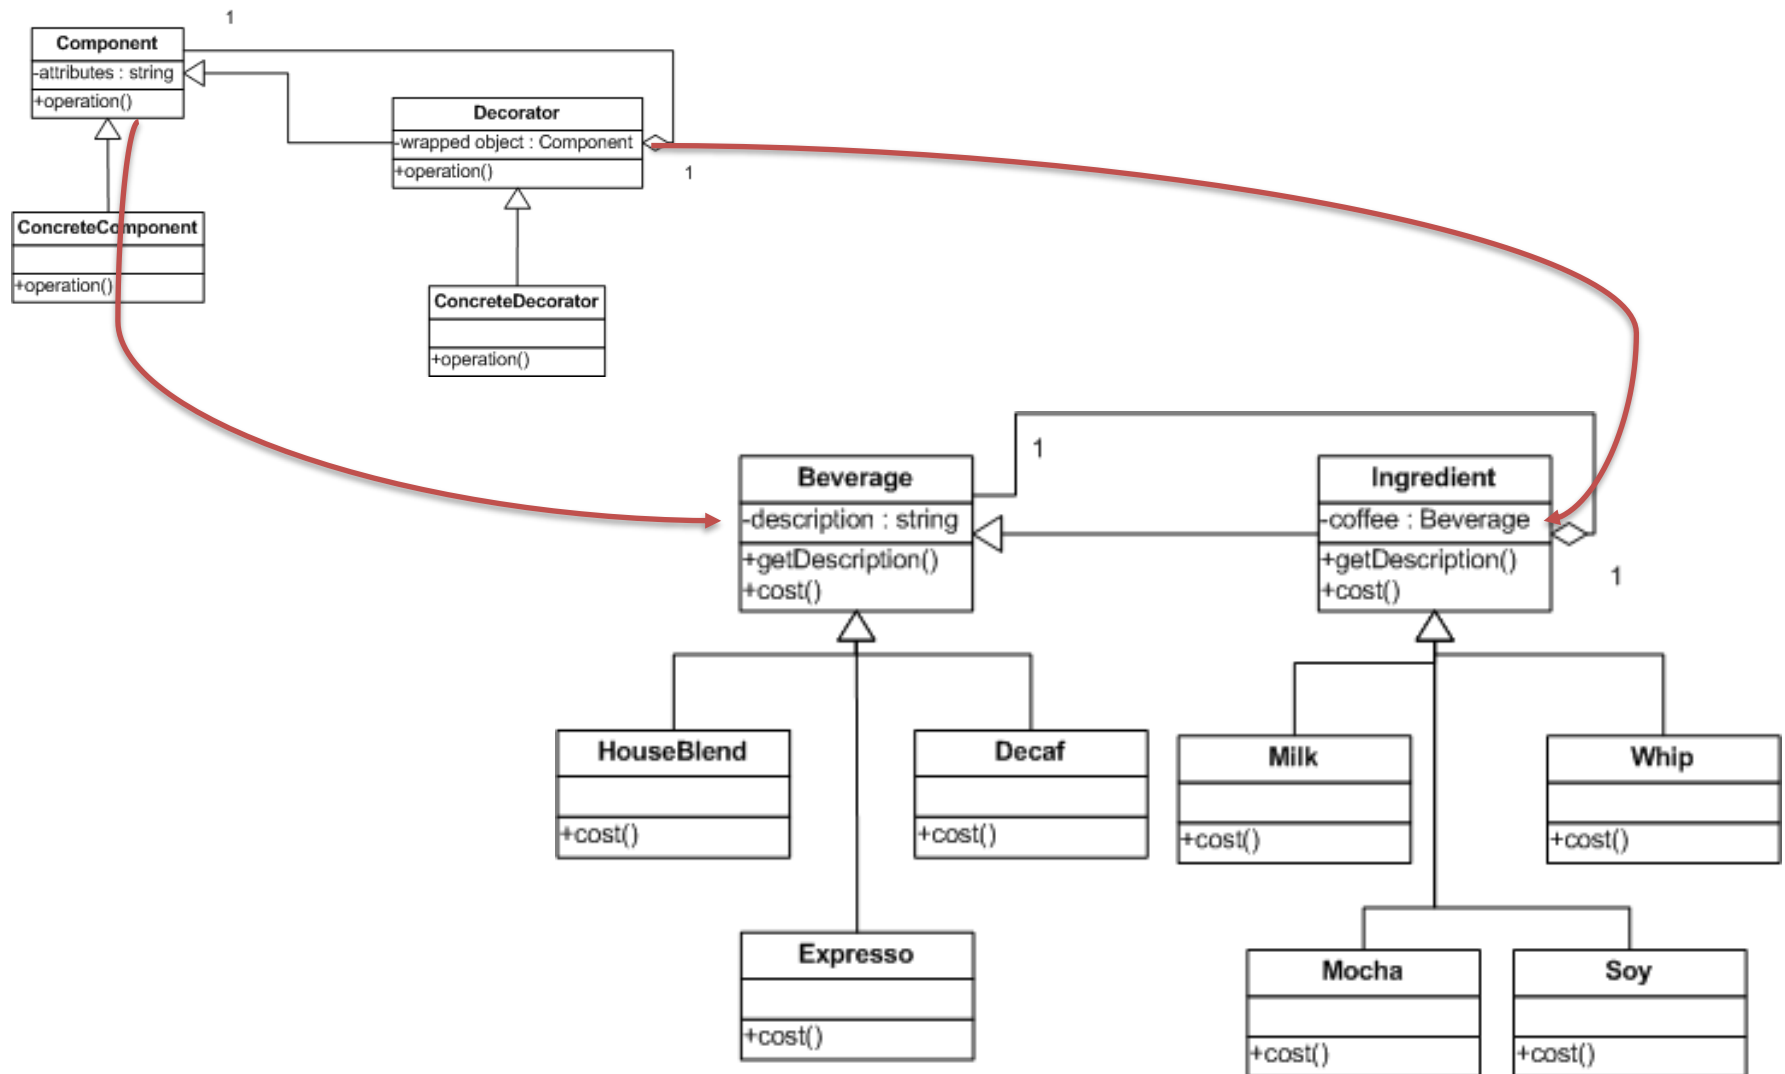 1
Component
-attributes : string
+operation()
Decorator
-wrapped object : Component
+operation()
1
ConcreteComponent
+operation()
ConcreteDecorator
+operation()
1
Beverage
-description : string
+getDescription()
+cost()
Ingredient
-coffee : Beverage
+getDescription()
+cost()
1
HouseBlend
+cost()
Decaf
+cost()
Milk
+cost()
Whip
+cost()
Expresso
+cost()
Mocha
+cost()
Soy
+cost()